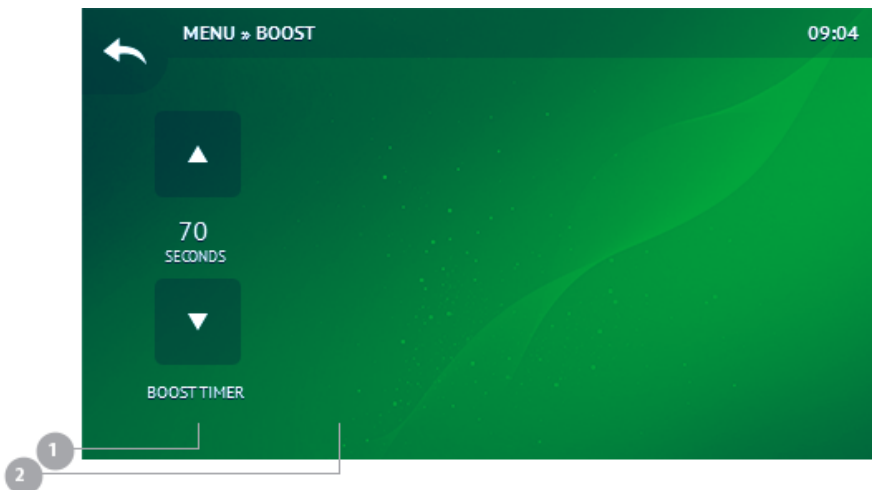 MENU » BOOST 09:04
70
SECONDS
BOOST TIMER
1
2